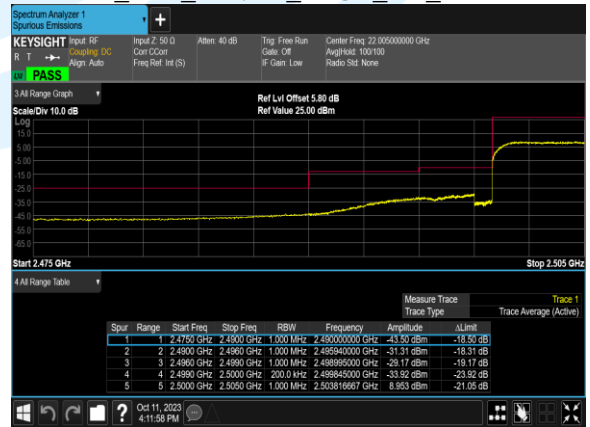 Spectrum Analyzer 1
Spurious Emissions
+
KEYSIGHT Input: RF Input Z: 50 Ω Atten: 40 dB Trig: Free Run Center Freq: 22.005000000 GHz
R T Coupling: DC Corr CCorr Gate: Off Avg|Hold: 100/100
Align: Auto Freq Ref: Int (S) IF Gain: Low Radio Std: None
PASS
3 All Range Graph
Ref Lvl Offset 5.80 dB
Scale/Div 10.0 dB Ref Value 25.00 dBm
Log
15.0
5.00
-5.00
-15.0
-25.0
-35.0
-45.0
-55.0
-65.0
Start 2.475 GHz Stop 2.505 GHz
4 All Range Table
Measure Trace Trace 1
Trace Type Trace Average (Active)
Spur Range Start Freq Stop Freq RBW Frequency Amplitude ΔLimit
1 1 2.4750 GHz 2.4900 GHz 1.000 MHz 2.490000000 GHz -43.50 dBm -18.50 dB
2 2 2.4900 GHz 2.4960 GHz 1.000 MHz 2.495940000 GHz -31.31 dBm -18.31 dB
3 3 2.4960 GHz 2.4990 GHz 1.000 MHz 2.498995000 GHz -29.17 dBm -19.17 dB
4 4 2.4990 GHz 2.5000 GHz 200.0 kHz 2.499845000 GHz -33.92 dBm -23.92 dB
5 5 2.5000 GHz 2.5050 GHz 1.000 MHz 2.503816667 GHz 8.953 dBm -21.05 dB
? Oct 11, 2023
4:11:58 PM